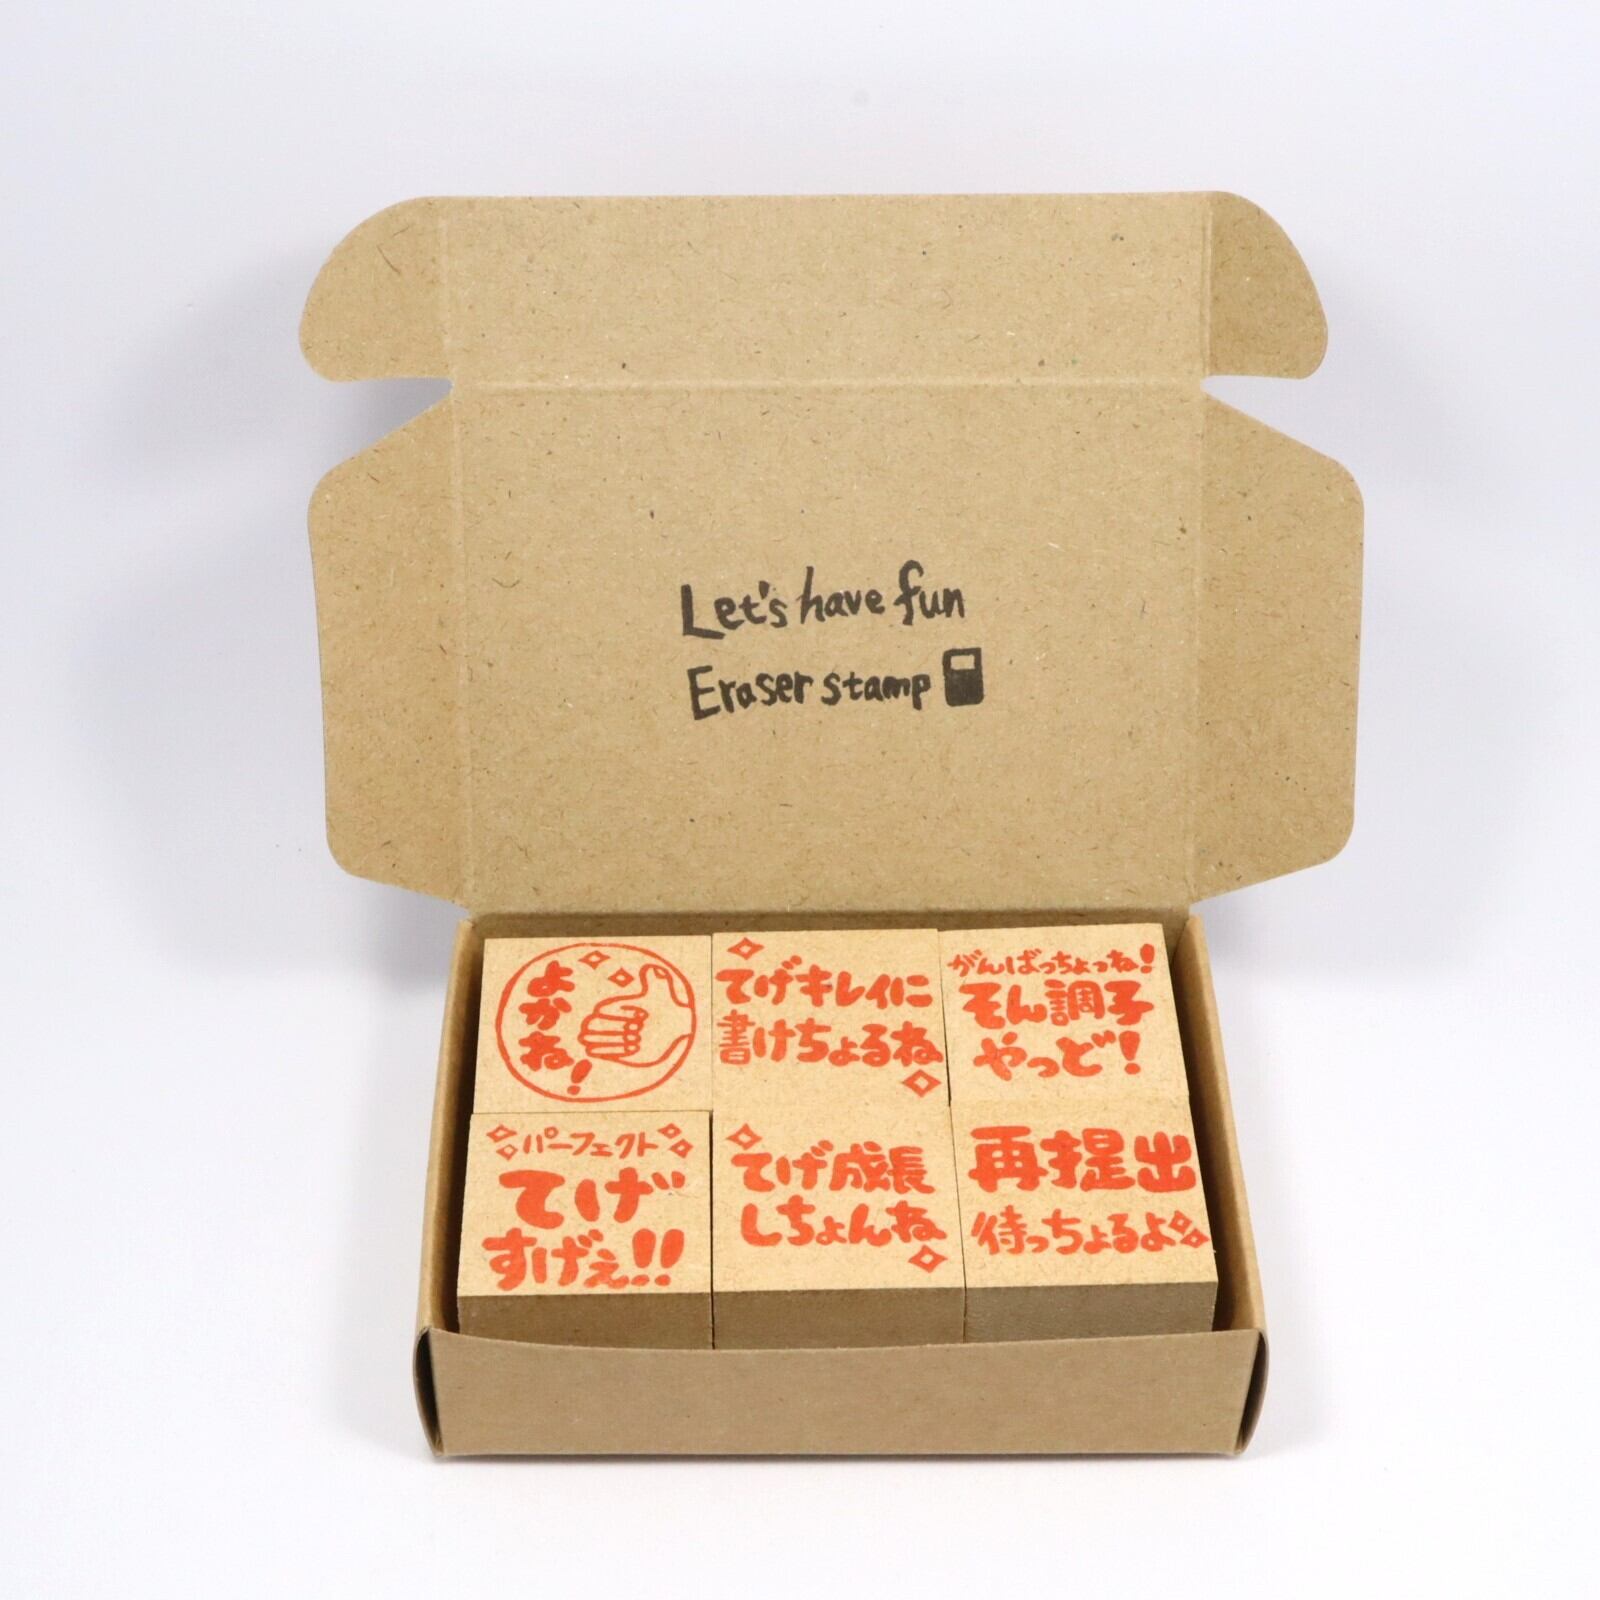 Let's have fun
Eraser stamp
よかね!
てげキレイに
書けちょるね
がんばっちょっね!
そん調子
やっど!
パーフェクト
てげ
すげぇ!!
てげ成長
しちょんね
再提出
待っちょるよ